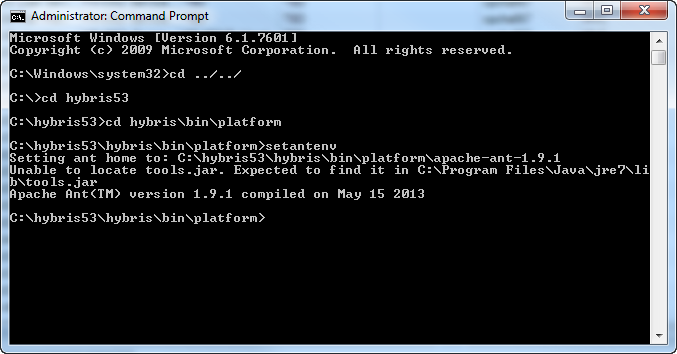 Administrator: Command Prompt
Microsoft Windows [Version 6.1.7601]
Copyright (c) 2009 Microsoft Corporation.  All rights reserved.
C:\Windows\system32>cd ../../
C:\>cd hybris53
C:\hybris53>cd hybris\bin\platform
C:\hybris53\hybris\bin\platform>setantenv
Setting ant home to: C:\hybris53\hybris\bin\platform\apache-ant-1.9.1
Unable to locate tools.jar. Expected to find it in C:\Program Files\Java\jre7\li
b\tools.jar
Apache Ant(TM) version 1.9.1 compiled on May 15 2013
C:\hybris53\hybris\bin\platform>